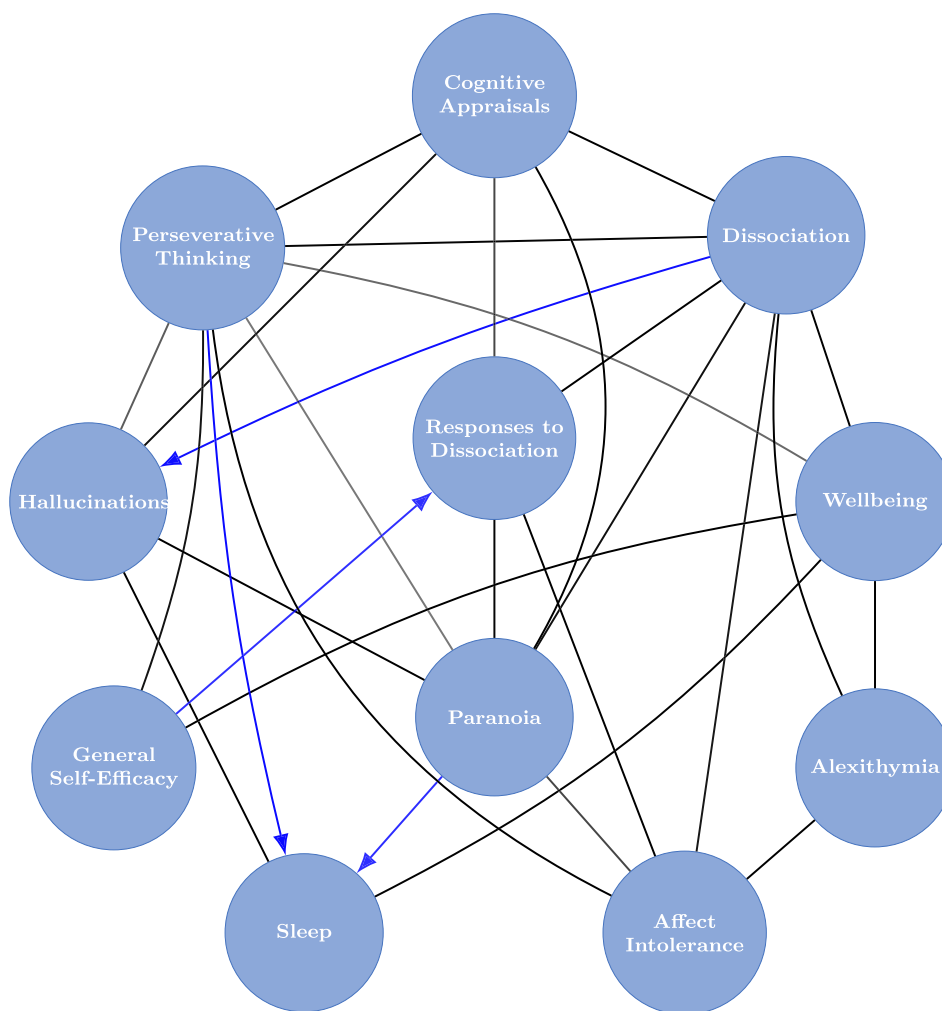 Cognitive
Appraisals
Perseverative
Thinking
Dissociation
Responses to
Dissociation
Hallucinations
Wellbeing
Paranoia
General
Self-Efficacy
Alexithymia
Sleep
Affect
Intolerance